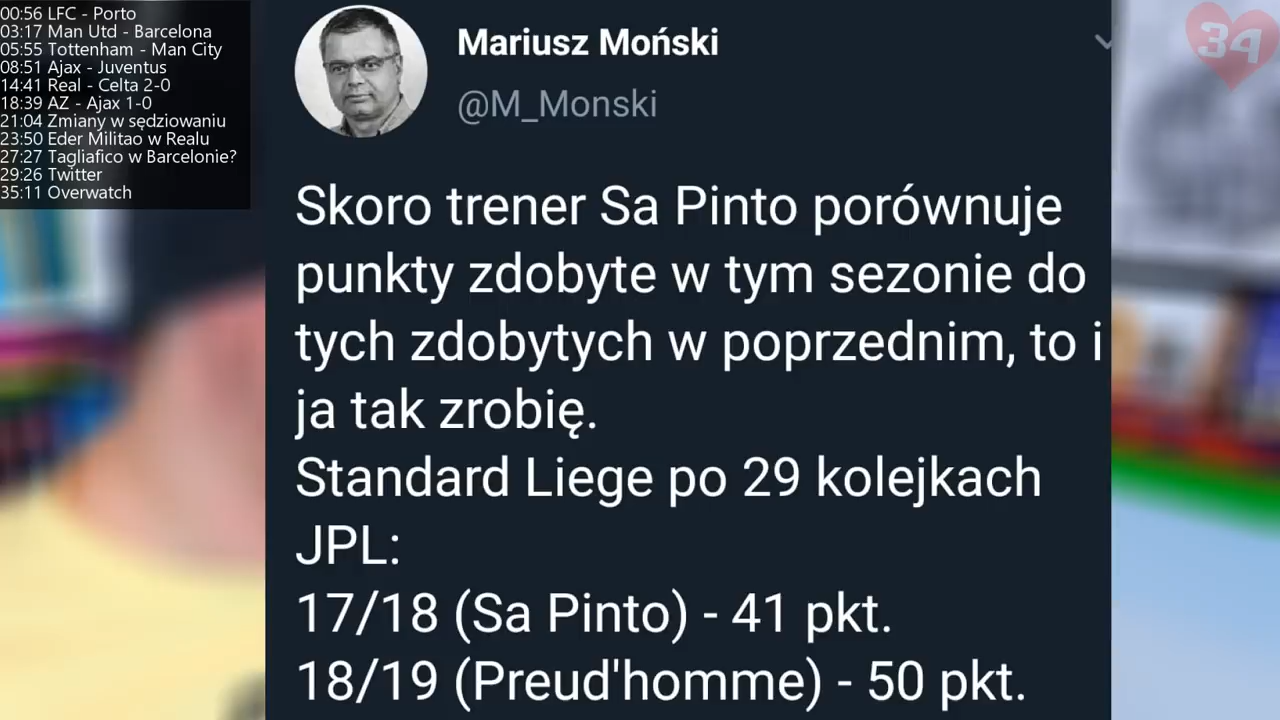 00:56 LFC - Porto
03:17 Man Utd - Barcelona
05:55 Tottenham - Man City
08:51 Ajax - Juventus
14:41 Real - Celta 2-0
18:39 AZ - Ajax 1-0
21:04 Zmiany w sędziowaniu
23:50 Eder Militao w Realu
27:27 Tagliafico w Barcelonie?
29:26 Twitter
35:11 Overwatch
Mariusz Moński
@M_Monski
Skoro trener Sa Pinto porównuje
punkty zdobyte w tym sezonie do
tych zdobytych w poprzednim, to i
ja tak zrobię.
Standard Liege po 29 kolejkach
JPL:
17/18 (Sa Pinto) - 41 pkt.
18/19 (Preud'homme) - 50 pkt.
34